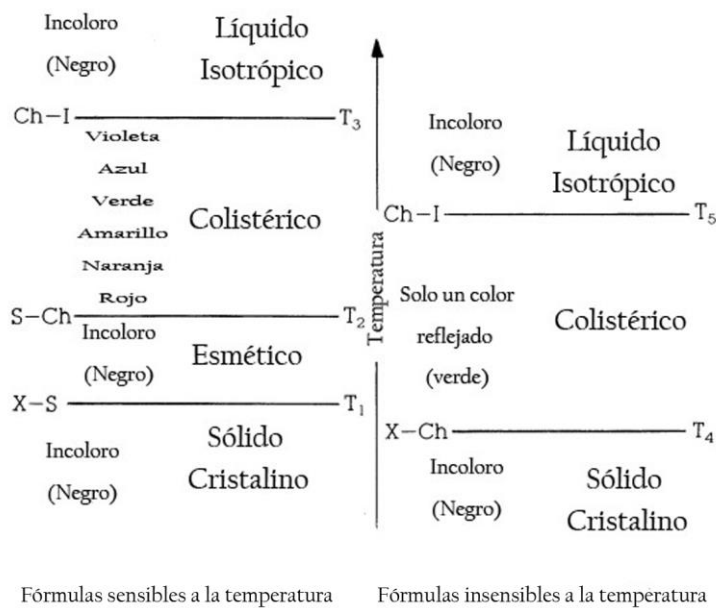 Incoloro
(Negro)
Líquido
Isotrópico
Ch-I
T3
Violeta
Azul
Verde
Amarillo
Naranja
Rojo
Colistérico
S-Ch
T2
Incoloro
(Negro)
Esmético
X-S
T1
Incoloro
(Negro)
Sólido
Cristalino
Temperatura
Incoloro
(Negro)
Líquido
Isotrópico
Ch-I
T5
Solo un color
reflejado
(verde)
Colistérico
X-Ch
T4
Incoloro
(Negro)
Sólido
Cristalino
Fórmulas sensibles a la temperatura
Fórmulas insensibles a la temperatura